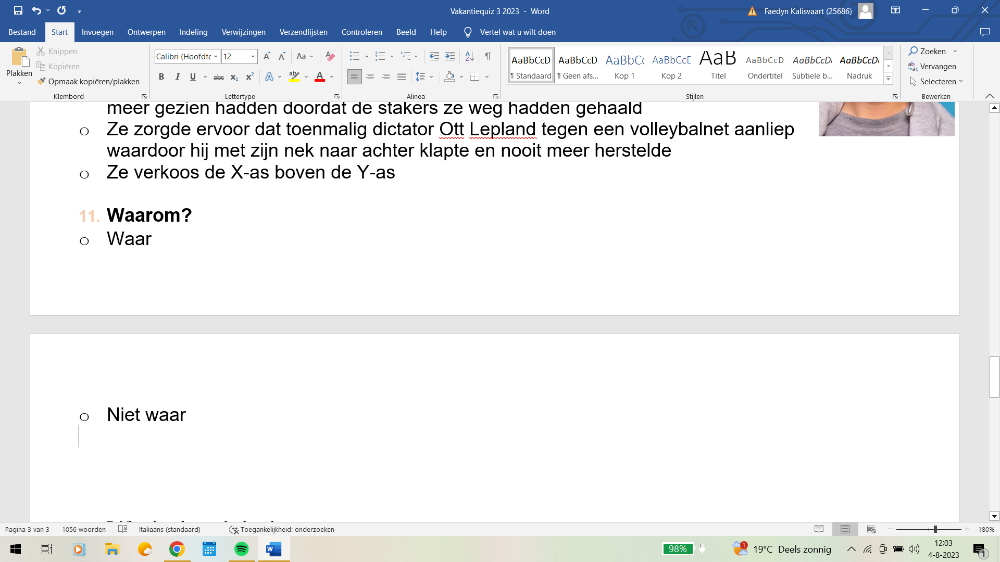 Vakantiequiz 3 2023 - Word
Faedyn Kalisvaart (25686)
Bestand Start Invoegen Ontwerpen Indeling Verwijzingen Verzendlijsten Controleren Beeld Help Vertel wat u wilt doen
Plakken
Knippen
Kopiëren
Opmaak kopiëren/plakken
Klembord
Calibri (Hoofdte 12
Lettertype
Alinea
AaBbCcD AaBbCcD AaBbCc AaBbCcD AaB AaBbCcD AaBbCcD AaBbCcD
¶ Standaard ¶ Geen afs... Kop 1 Kop 2 Titel Ondertitel Subtiele b... Nadruk
Stijlen
Zoeken
Vervangen
Selecteren
Bewerken
meer gezien hadden doordat de stakers ze weg hadden gehaald
o Ze zorgde ervoor dat toenmalig dictator Ott Lepland tegen een volleybalnet aanliep
waardoor hij met zijn nek naar achter klapte en nooit meer herstelde
o Ze verkoos de X-as boven de Y-as
11. Waarom?
o Waar
o Niet waar
Pagina 3 van 3 1056 woorden Italiaans (standaard) Toegankelijkheid: onderzoeken 180%
98% 19°C Deels zonnig 12:03
4-8-2023